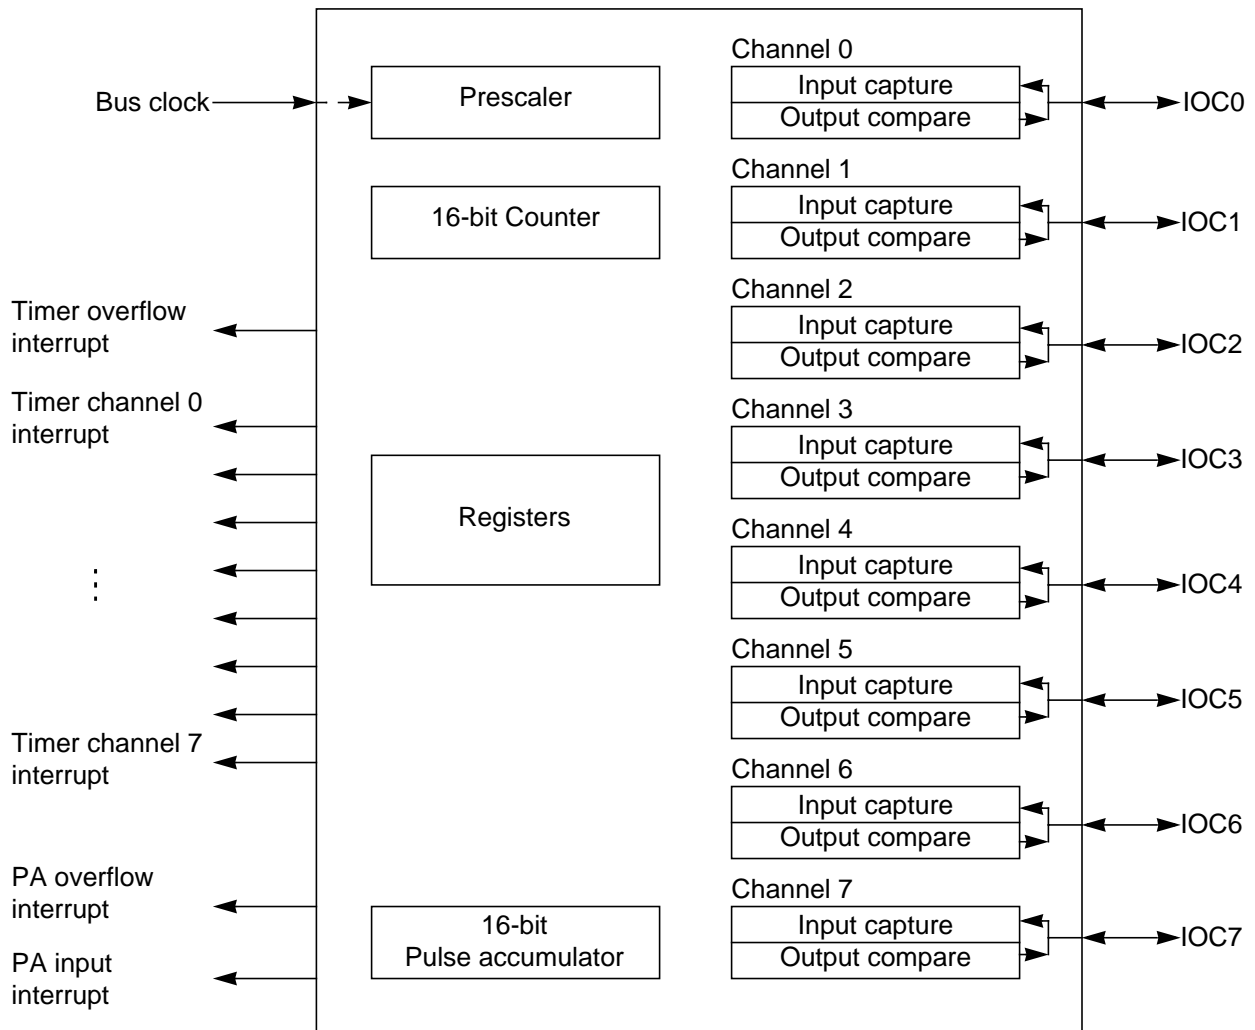 Channel 0
Bus clock
Prescaler
Input capture
Output compare
IOC0
Channel 1
16-bit Counter
Input capture
Output compare
IOC1
Channel 2
Timer overflow
interrupt
Input capture
Output compare
IOC2
Timer channel 0
interrupt
Channel 3
Input capture
Output compare
IOC3
Registers
Channel 4
Input capture
Output compare
IOC4
Channel 5
Input capture
Output compare
IOC5
Timer channel 7
interrupt
Channel 6
Input capture
Output compare
IOC6
PA overflow
interrupt
Channel 7
16-bit
Pulse accumulator
Input capture
Output compare
IOC7
PA input
interrupt